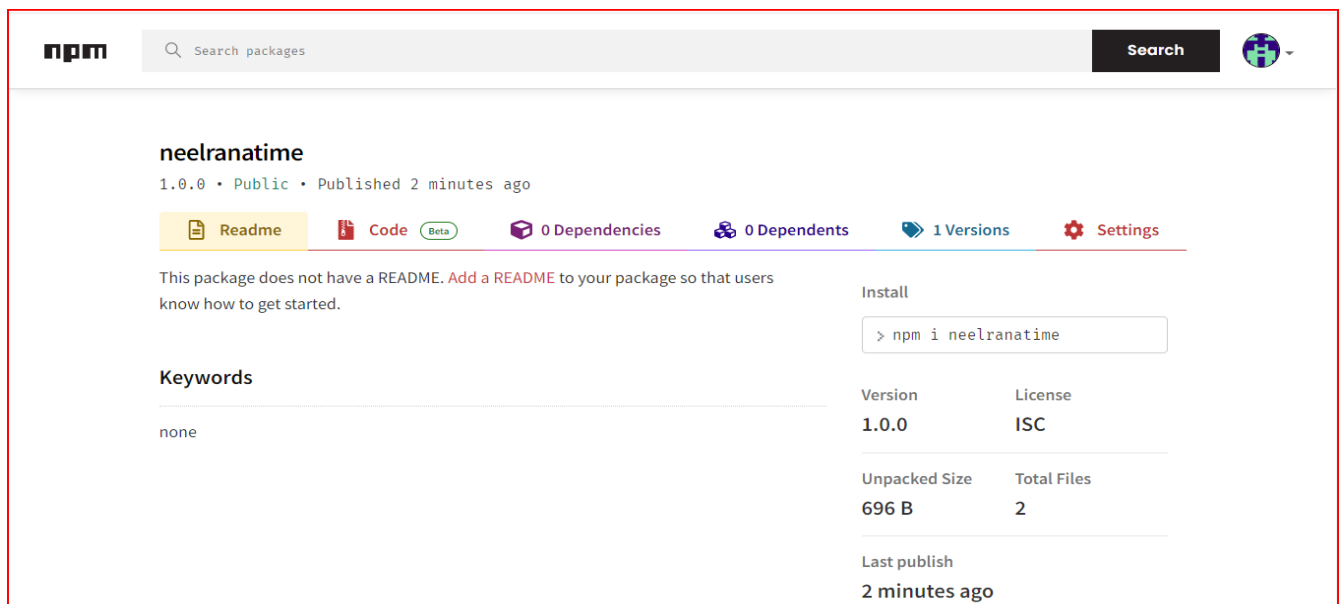 npm
Search packages
Search
neelranatime
1.0.0 • Public • Published 2 minutes ago
Readme
Code Beta
0 Dependencies
0 Dependents
1 Versions
Settings
This package does not have a README. Add a README to your package so that users
know how to get started.
Keywords
none
Install
> npm i neelranatime
Version
License
1.0.0
ISC
Unpacked Size
Total Files
696 B
2
Last publish
2 minutes ago